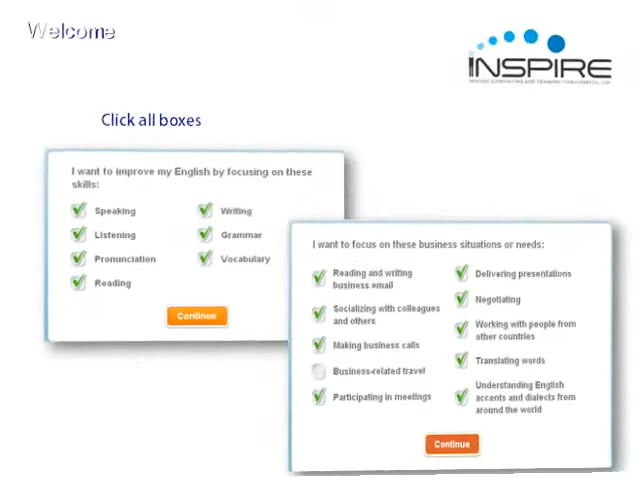 Welcome
INSPIRE
Click all boxes
I want to improve my English by focusing on these
skills:
Speaking
Writing
Listening
Grammar
Pronunciation
Vocabulary
Reading
Continue
I want to focus on these business situations or needs:
Reading and writing
business email
Socializing with colleagues
and others
Making business calls
Business-related travel
Participating in meetings
Delivering presentations
Negotiating
Working with people from
other countries
Translating words
Understanding English
accents and dialects from
around the world
Continue